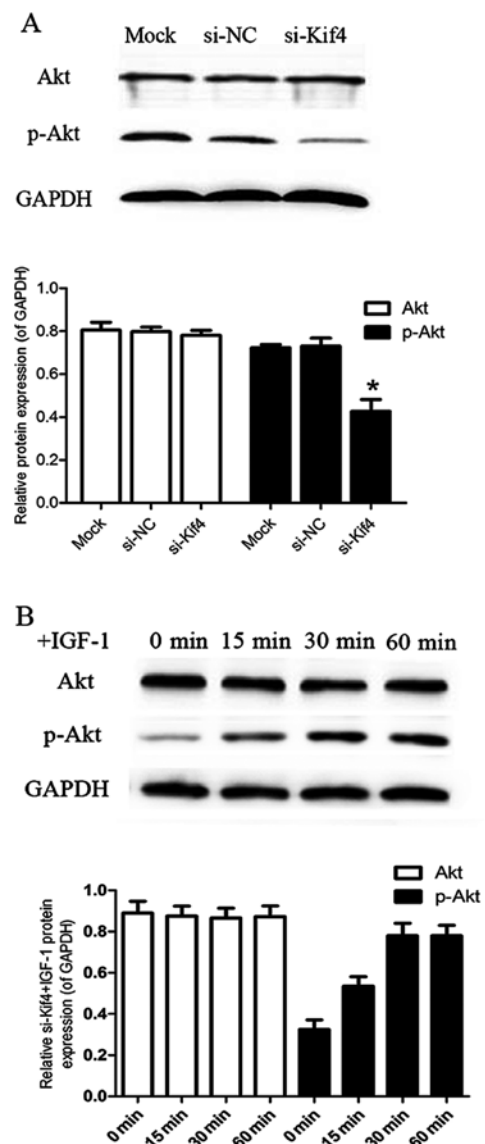 A
Mock si-NC si-Kif4
Akt
p-Akt
GAPDH
Relative protein expression (of GAPDH)
1.0
0.8
0.6
0.4
0.2
0.0
Akt
p-Akt
*
Mock si-NC si-Kif4 Mock si-NC si-Kif4
B
+IGF-1 0 min 15 min 30 min 60 min
Akt
p-Akt
GAPDH
Relative si-Kif4+IGF-1 protein
expression (of GAPDH)
1.0
0.8
0.6
0.4
0.2
0.0
Akt
p-Akt
0 min 15 min 30 min 60 min 0 min 15 min 30 min 60 min